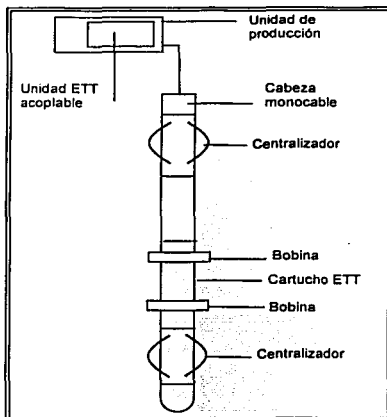 Unidad de
producción
Unidad ETT
acoplable
Cabeza
monocable
Centralizador
Bobina
Cartucho ETT
Bobina
Centralizador